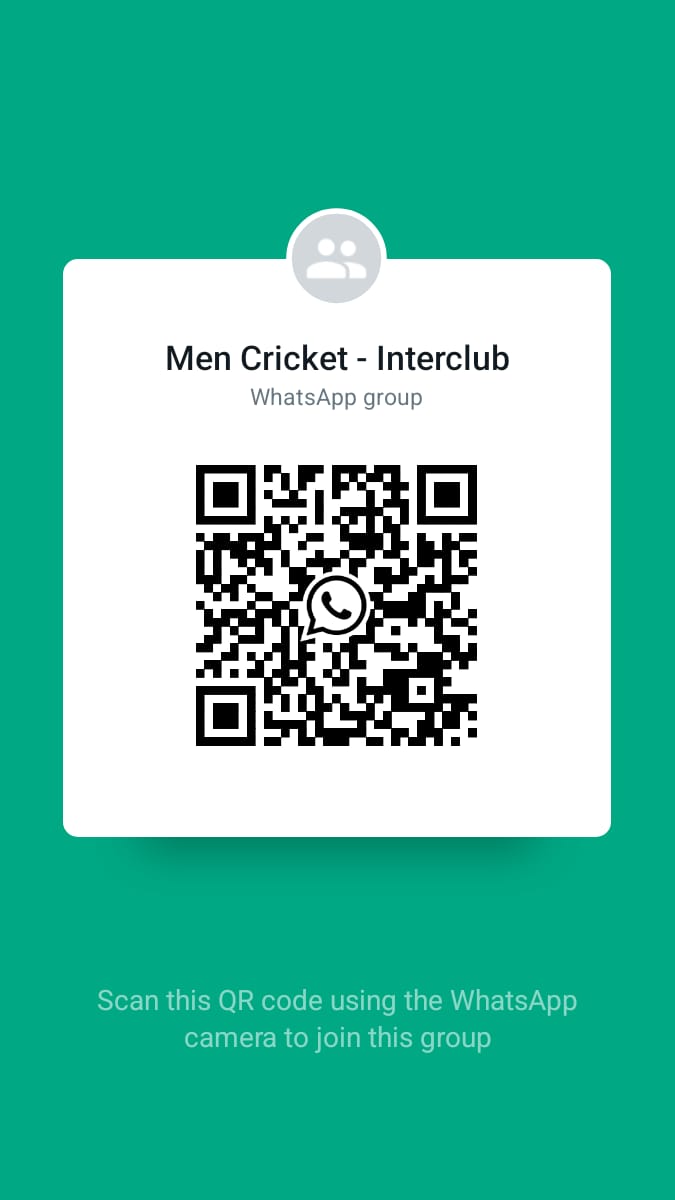 Men Cricket - Interclub
WhatsApp group
Scan this QR code using the WhatsApp
camera to join this group